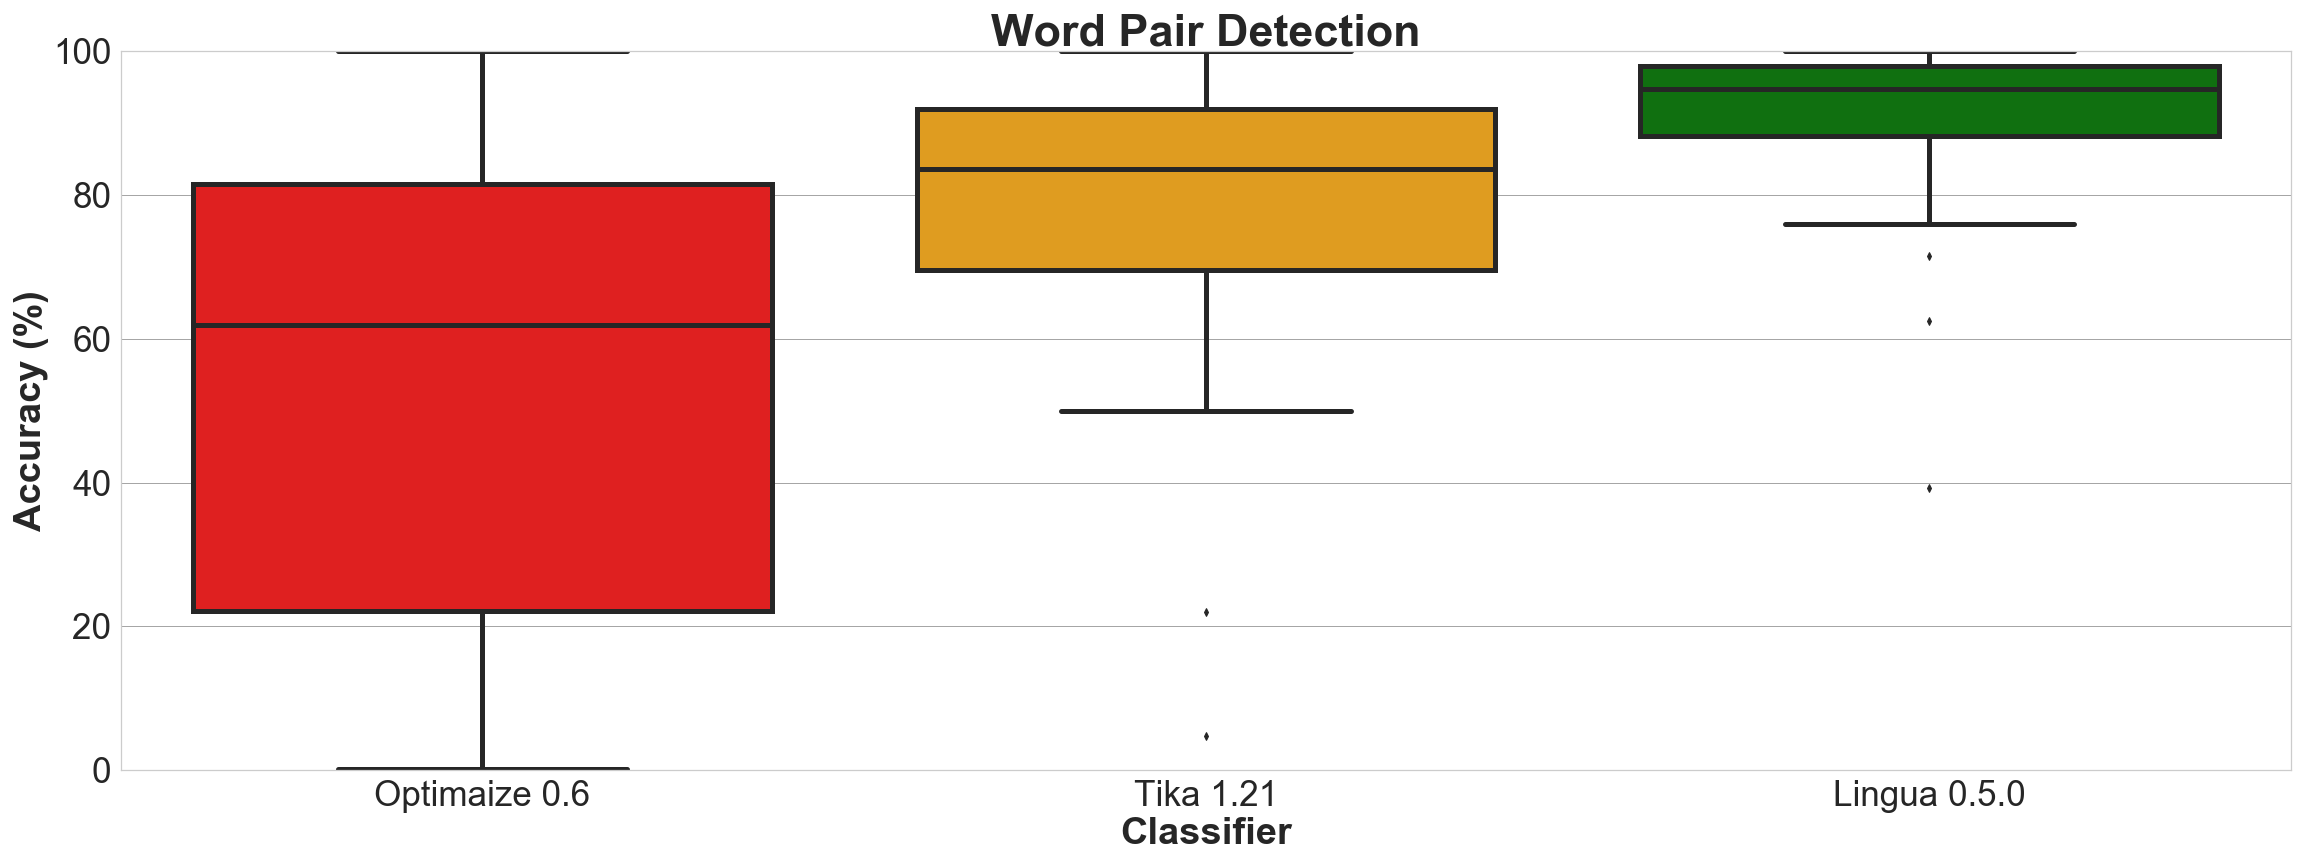 Word Pair Detection
Accuracy (%)
100
80
60
40
20
0
Optimaize 0.6
Tika 1.21
Lingua 0.5.0
Classifier